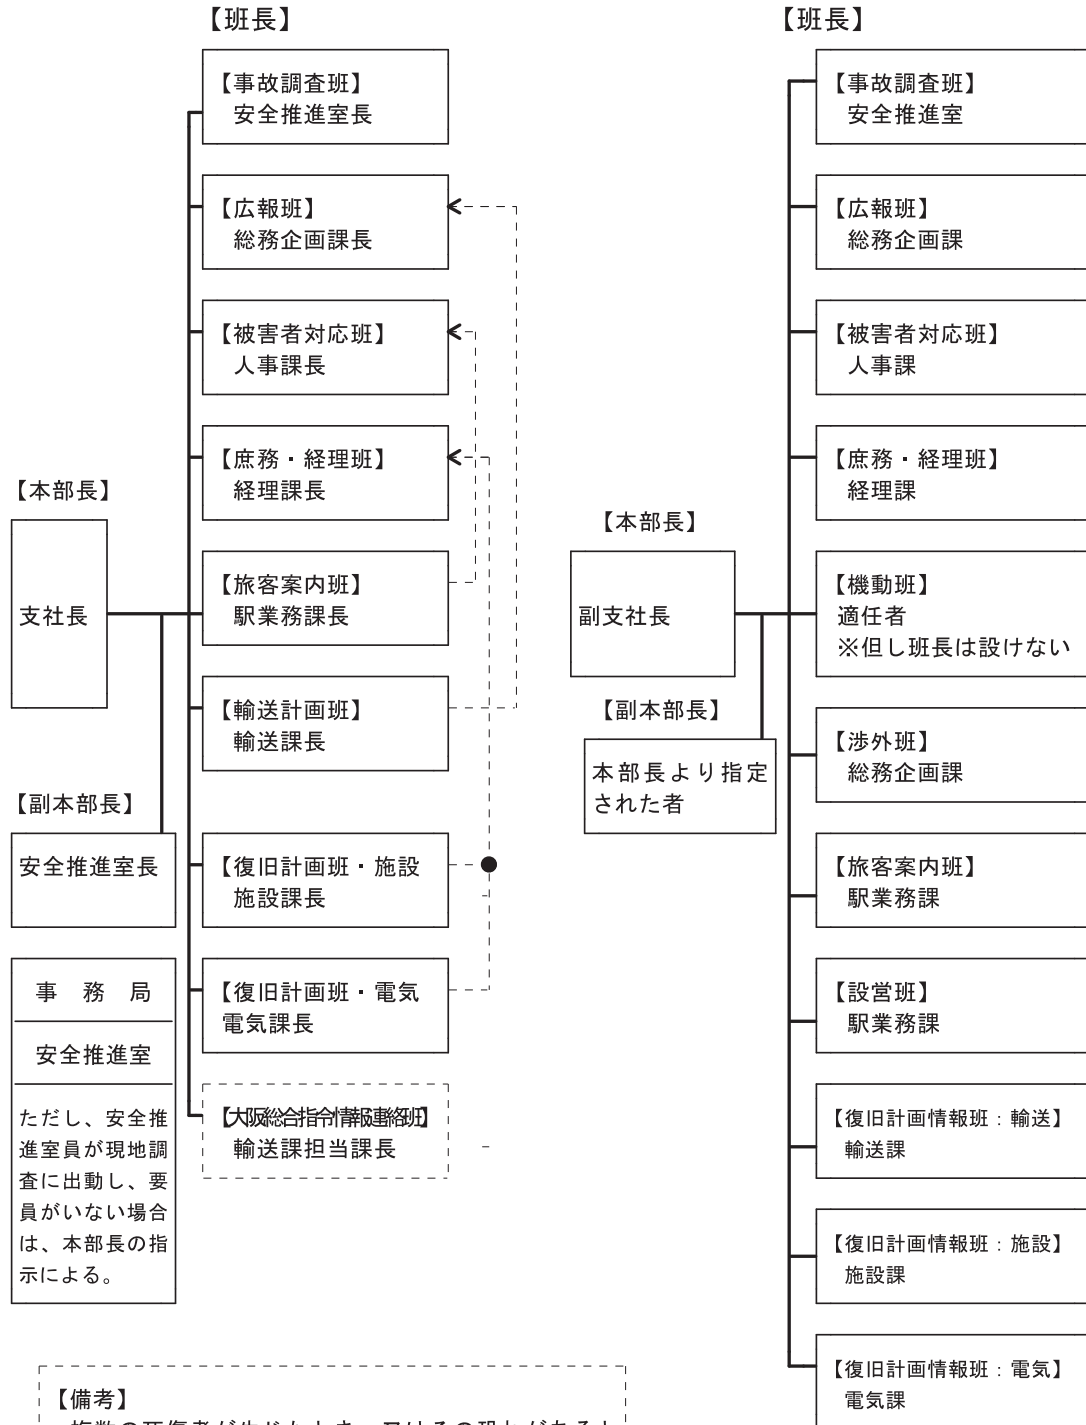 【班長】
【事故調査班】
安全推進室長
【広報班】
総務企画課長
【被害者対応班】
人事課長
【庶務・経理班】
経理課長
【本部長】
支社長
【旅客案内班】
駅業務課長
【輸送計画班】
輸送課長
【副本部長】
安全推進室長
【復旧計画班・施設
施設課長
【復旧計画班・電気
電気課長
【大阪総合指令情報連絡班】
輸送課担当課長
事 務 局
安全推進室
ただし、安全推
進室員が現地調
査に出動し、要
員がいない場合
は、本部長の指
示による。
【備考】
【班長】
【事故調査班】
安全推進室
【広報班】
総務企画課
【被害者対応班】
人事課
【庶務・経理班】
経理課
【本部長】
副支社長
【機動班】
適任者
※但し班長は設けない
【副本部長】
本部長より指定
された者
【渉外班】
総務企画課
【旅客案内班】
駅業務課
【設営班】
駅業務課
【復旧計画情報班：輸送】
輸送課
【復旧計画情報班：施設】
施設課
【復旧計画情報班：電気】
電気課